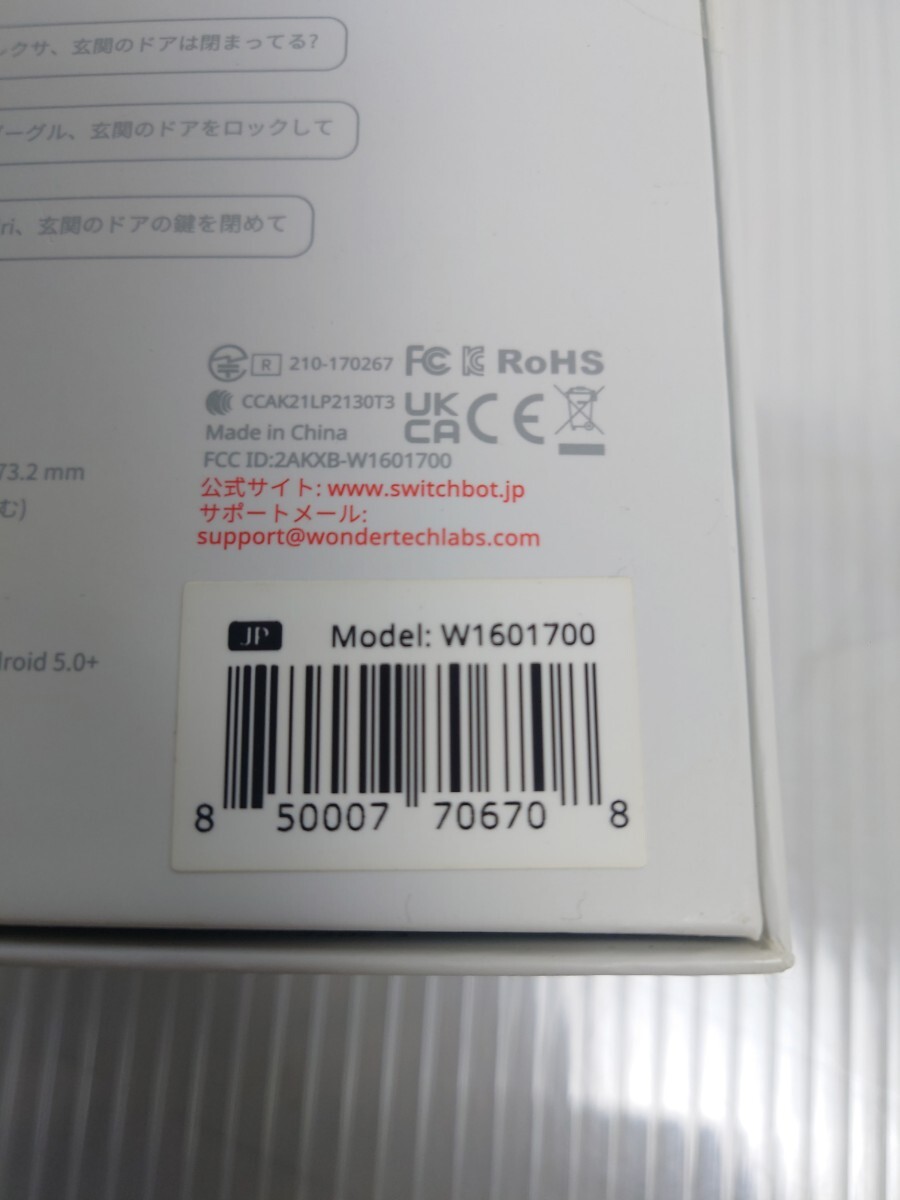 レクサ、玄関のドアは閉まってる?
グーグル、玄関のドアをロックして
ri、玄関のドアの鍵を閉めて
R 210-170267 FC RoHS
CCAK21LP2130T3 UK CA CE
Made in China
FCC ID:2AKXB-W1601700
73.2 mm
公式サイト: www.switchbot.jp
む)
サポートメール:
support@wondertechlabs.com
JP Model: W1601700
roid 5.0+
8 50007 70670 8